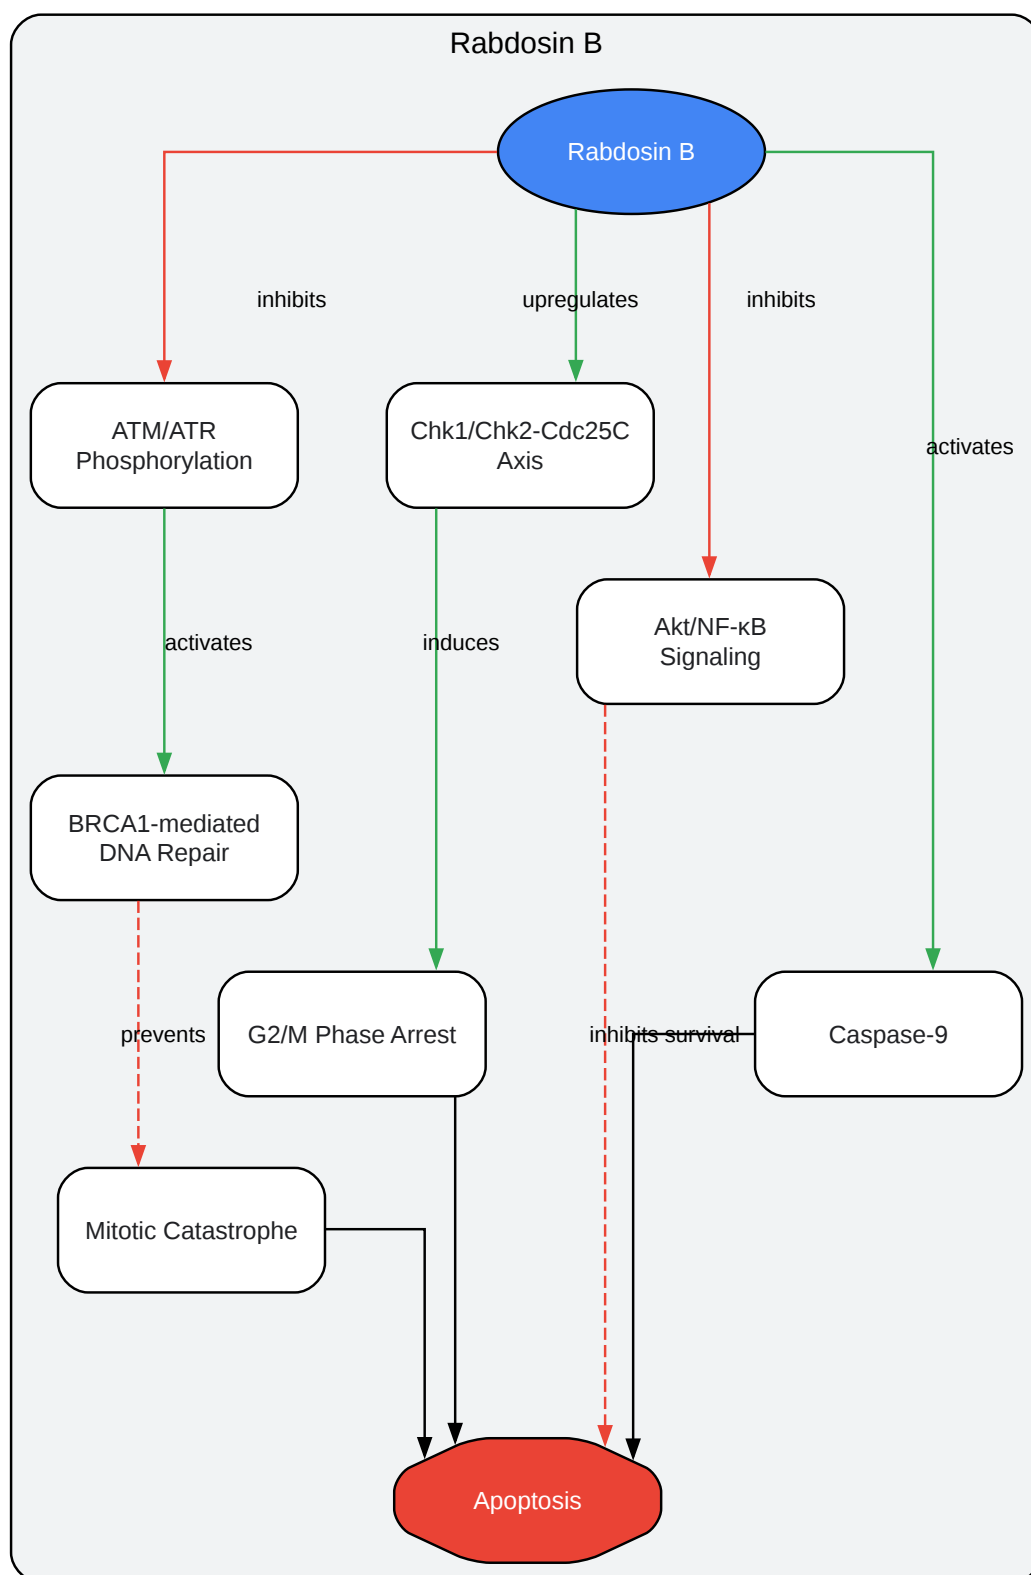 Rabdosin B
Rabdosin B
inhibits
upregulates
inhibits
ATM/ATR
Phosphorylation
Chk1/Chk2-Cdc25C
Axis
activates
activates
induces
Akt/NF-κB
Signaling
BRCA1-mediated
DNA Repair
prevents
G2/M Phase Arrest
inhibits survival
Caspase-9
Mitotic Catastrophe
Apoptosis